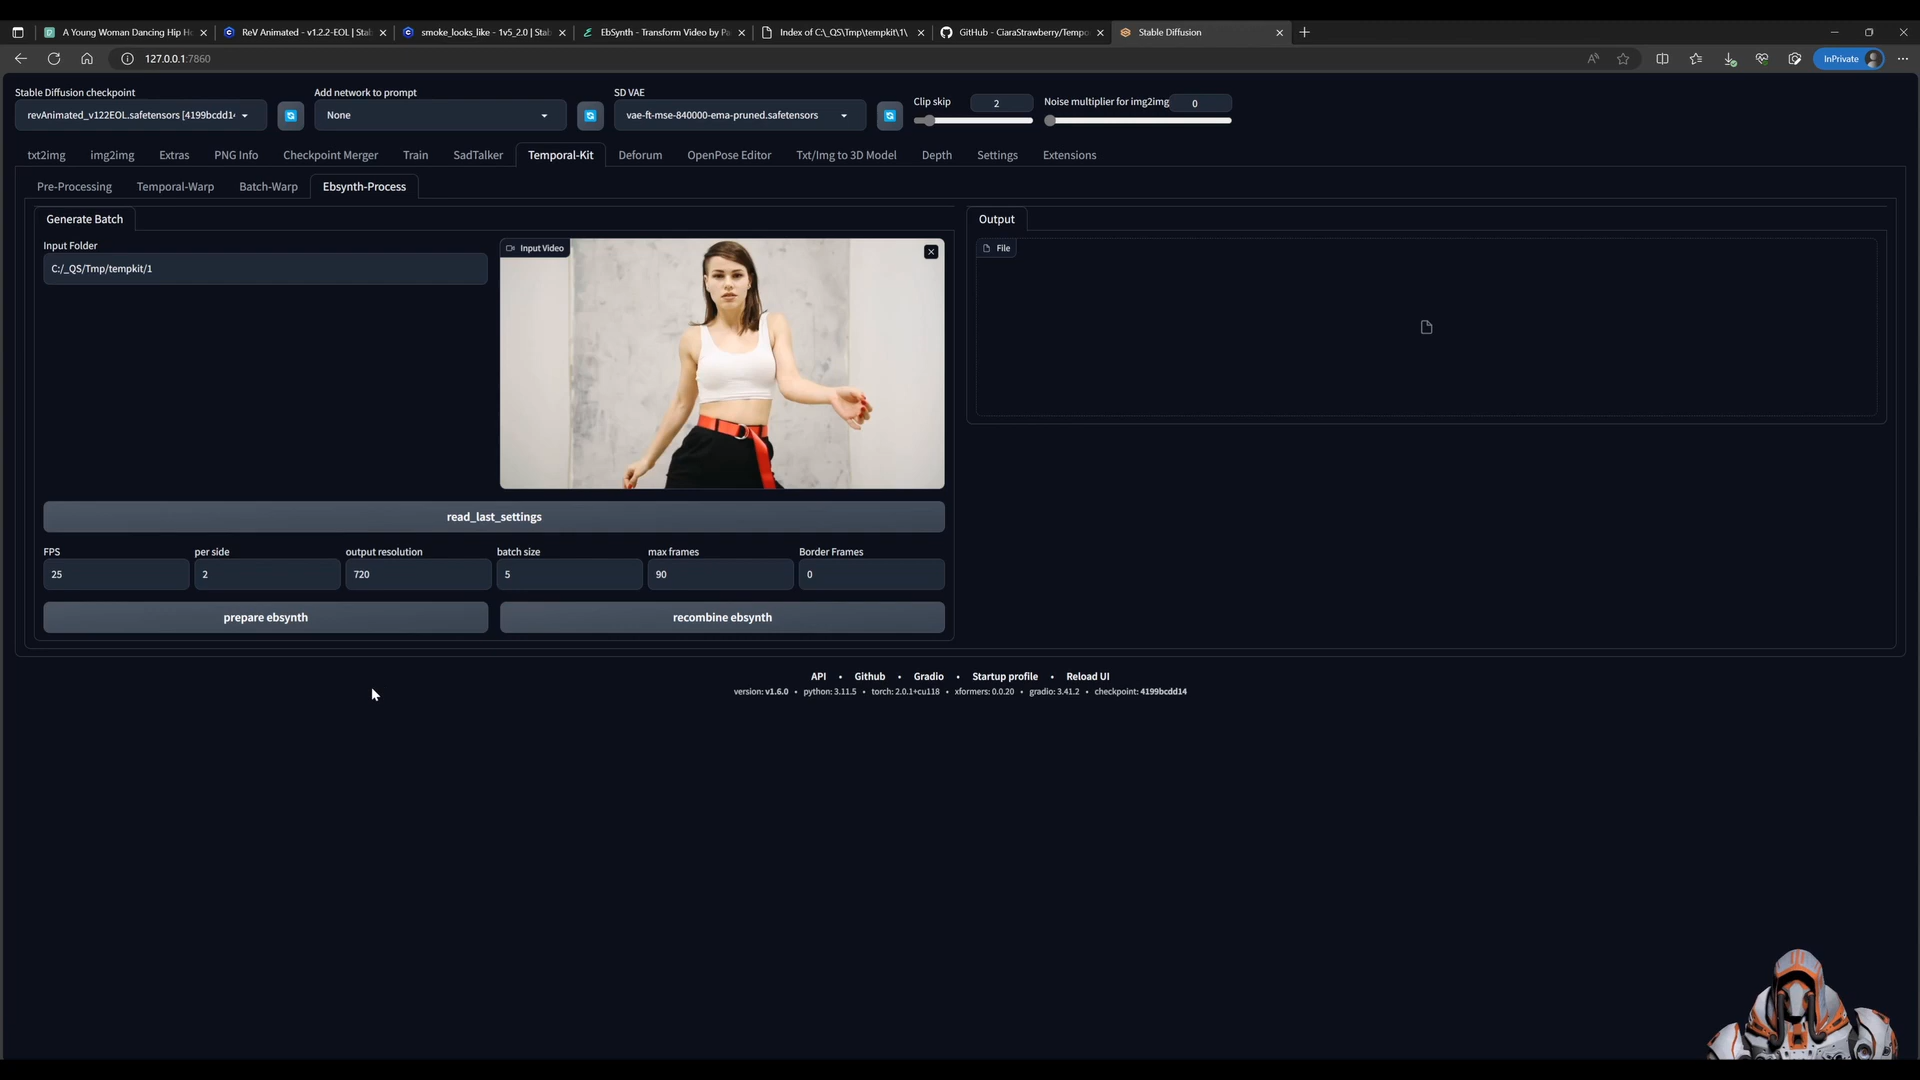 A Young Woman Dancing Hip H
ReV Animated - v1.2.2-EOL | Stab
smoke_looks_like - 1v5_2.0 | Stab
EbSynth - Transform Video by Pa
Index of C:\_QS\Tmp\tempkit\1\
GitHub - CiaraStrawberry/Tempo
Stable Diffusion
127.0.0.1:7860
InPrivate
Stable Diffusion checkpoint
Add network to prompt
SD VAE
Clip skip
2
Noise multiplier for img2img
0
revAnimated_v122EOL.safetensors [4199bcdd1
None
vae-ft-mse-840000-ema-pruned.safetensors
txt2img
img2img
Extras
PNG Info
Checkpoint Merger
Train
SadTalker
Temporal-Kit
Deforum
OpenPose Editor
Txt/Img to 3D Model
Depth
Settings
Extensions
Pre-Processing
Temporal-Warp
Batch-Warp
Ebsynth-Process
Generate Batch
Output
Input Folder
C:/_QS/Tmp/tempkit/1
Input Video
File
read_last_settings
FPS
per side
output resolution
batch size
max frames
Border Frames
25
2
720
5
90
0
prepare ebsynth
recombine ebsynth
API • Github • Gradio • Startup profile • Reload UI
version: v1.6.0 • python: 3.11.5 • torch: 2.0.1+cu118 • xformers: 0.0.20 • gradio: 3.41.2 • checkpoint: 4199bcdd14